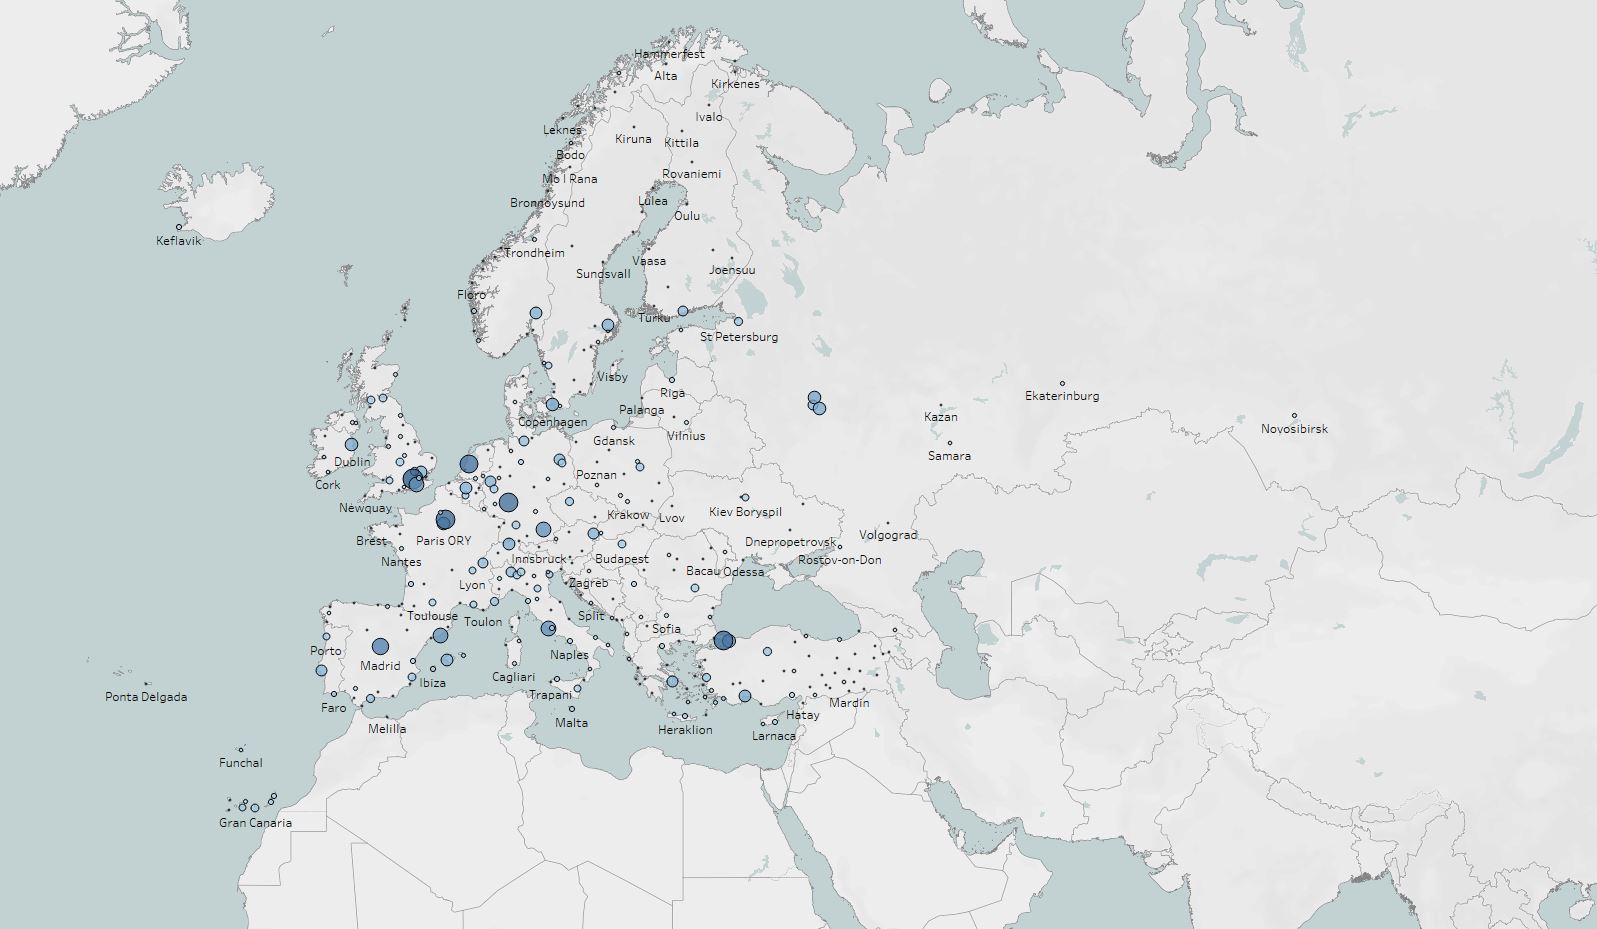 Hammerfest
Alta
Kirkenes
Ivalo
Leknes
Kiruna
Kittila
Bodo
Rovaniemi
Mo I Rana
Bronnoysund
Lulea
Oulu
Keflavik
Trondheim
Vaasa
Sundsvall
Joensuu
Floro
Turku
St Petersburg
Visby
Riga
Ekaterinburg
Palanga
Kazan
Copenhagen
Novosibirsk
Vilnius
Gdansk
Samara
Dublin
Poznan
Cork
Newquay
Kiev Boryspil
Krakow
Lvov
Volgograd
Brest
Paris ORY
Dnepropetrovsk
Nantes
Innsbruck
Budapest
Rostov-on-Don
Bacau
Odessa
Lyon
Zagreb
Toulouse
Split
Toulon
Sofia
Porto
Naples
Madrid
Cagliari
Ibiza
Ponta Delgada
Trapani
Mardin
Faro
Hatay
Malta
Melilla
Heraklion
Larnaca
Funchal
Gran Canaria